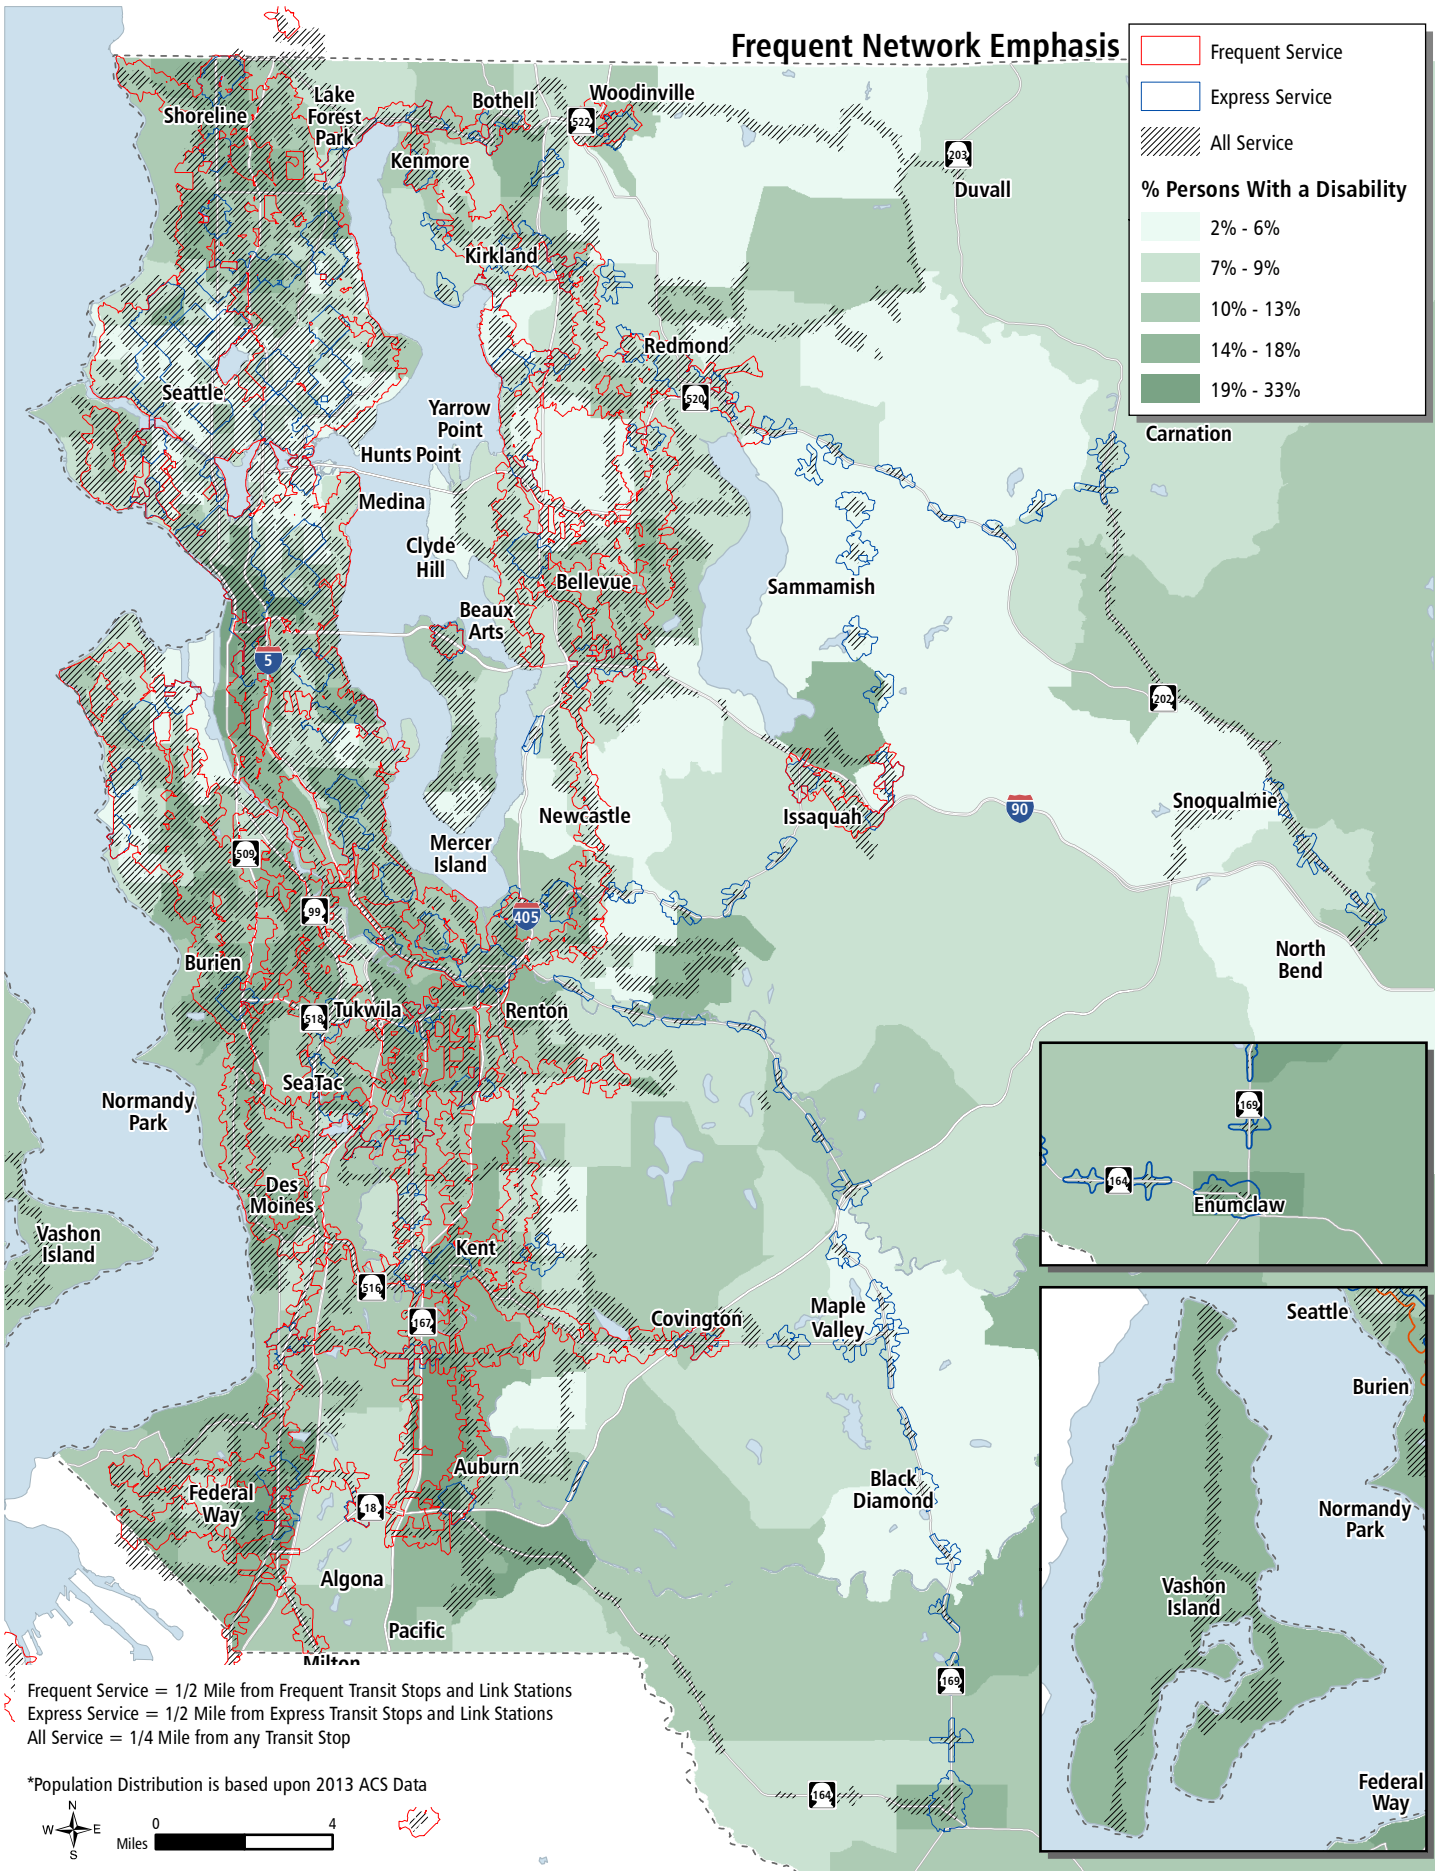 Frequent Network Emphasis
Frequent Service
Express Service
All Service
% Persons With a Disability
2% - 6%
7% - 9%
10% - 13%
14% - 18%
19% - 33%
Shoreline
Lake
Forest
Park
Bothell
Woodinville
522
Kenmore
203
Duvall
Kirkland
Redmond
520
Seattle
Yarrow
Point
Hunts Point
Carnation
Medina
Clyde
Hill
Bellevue
Sammamish
Beaux
Arts
5
202
Newcastle
Issaquah
90
Snoqualmie
Mercer
Island
509
99
405
Burien
North
Bend
518
Tukwila
Renton
SeaTac
Normandy
Park
169
164
Enumclaw
Des
Moines
Vashon
Island
Kent
516
167
Covington
Maple
Valley
Seattle
Burien
Federal
Way
Auburn
18
Black
Diamond
Normandy
Park
Algona
Vashon
Island
Pacific
Milton
169
164
Federal
Way
Frequent Service = 1/2 Mile from Frequent Transit Stops and Link Stations
Express Service = 1/2 Mile from Express Transit Stops and Link Stations
All Service = 1/4 Mile from any Transit Stop
*Population Distribution is based upon 2013 ACS Data
N
W E
S
0 4
Miles